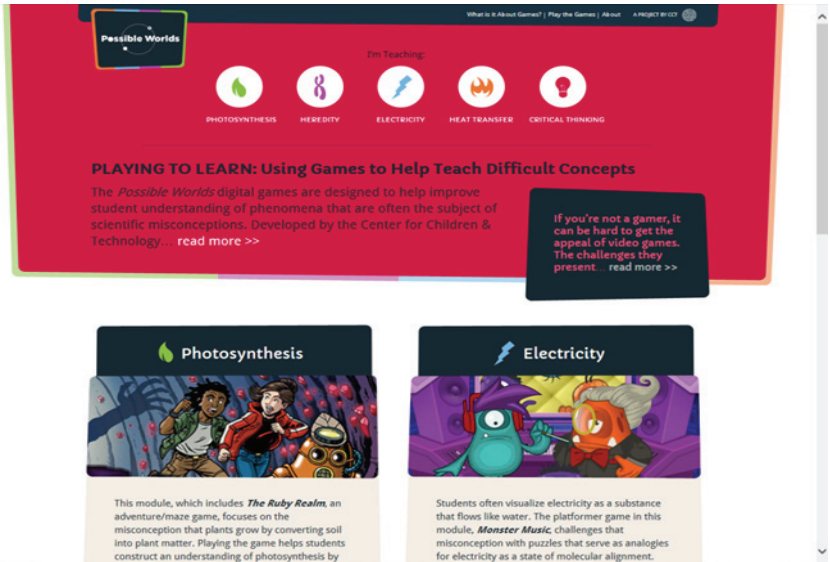 What is it About Games? | Play the Games | About A PROJECT BY CCT
Possible Worlds
I'm Teaching:
PHOTOSYNTHESIS HEREDITY ELECTRICITY HEAT TRANSFER CRITICAL THINKING
PLAYING TO LEARN: Using Games to Help Teach Difficult Concepts
The Possible Worlds digital games are designed to help improve
student understanding of phenomena that are often the subject of
scientific misconceptions. Developed by the Center for Children &
Technology... read more >>
If you're not a gamer, it
can be hard to get the
appeal of video games.
The challenges they
present... read more >>
Photosynthesis
This module, which includes The Ruby Realm, an
adventure/maze game, focuses on the
misconception that plants grow by converting soil
into plant matter. Playing the game helps students
construct an understanding of photosynthesis by
Electricity
Students often visualize electricity as a substance
that flows like water. The platformer game in this
module, Monster Music, challenges that
misconception with puzzles that serve as analogies
for electricity as a state of molecular alignment.